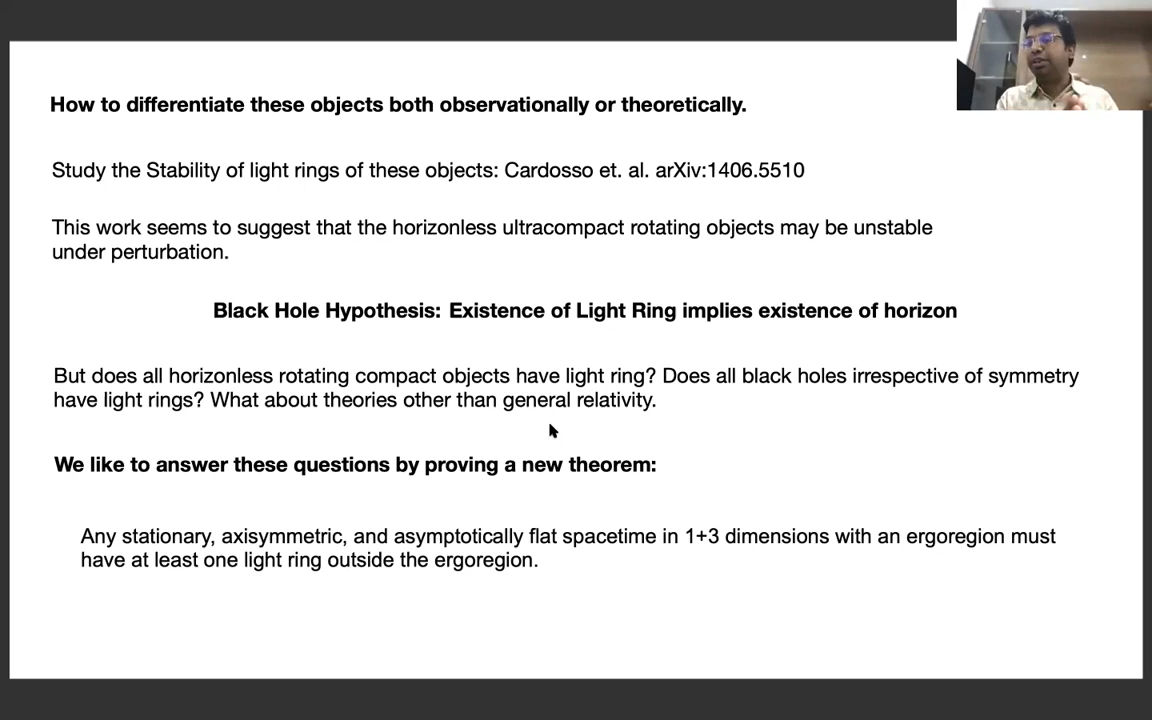 How to differentiate these objects both observationally or theoretically.
Study the Stability of light rings of these objects: Cardosso et. al. arXiv:1406.5510
This work seems to suggest that the horizonless ultracompact rotating objects may be unstable
under perturbation.
Black Hole Hypothesis: Existence of Light Ring implies existence of horizon
But does all horizonless rotating compact objects have light ring? Does all black holes irrespective of symmetry
have light rings? What about theories other than general relativity.
We like to answer these questions by proving a new theorem:
Any stationary, axisymmetric, and asymptotically flat spacetime in 1+3 dimensions with an ergoregion must
have at least one light ring outside the ergoregion.